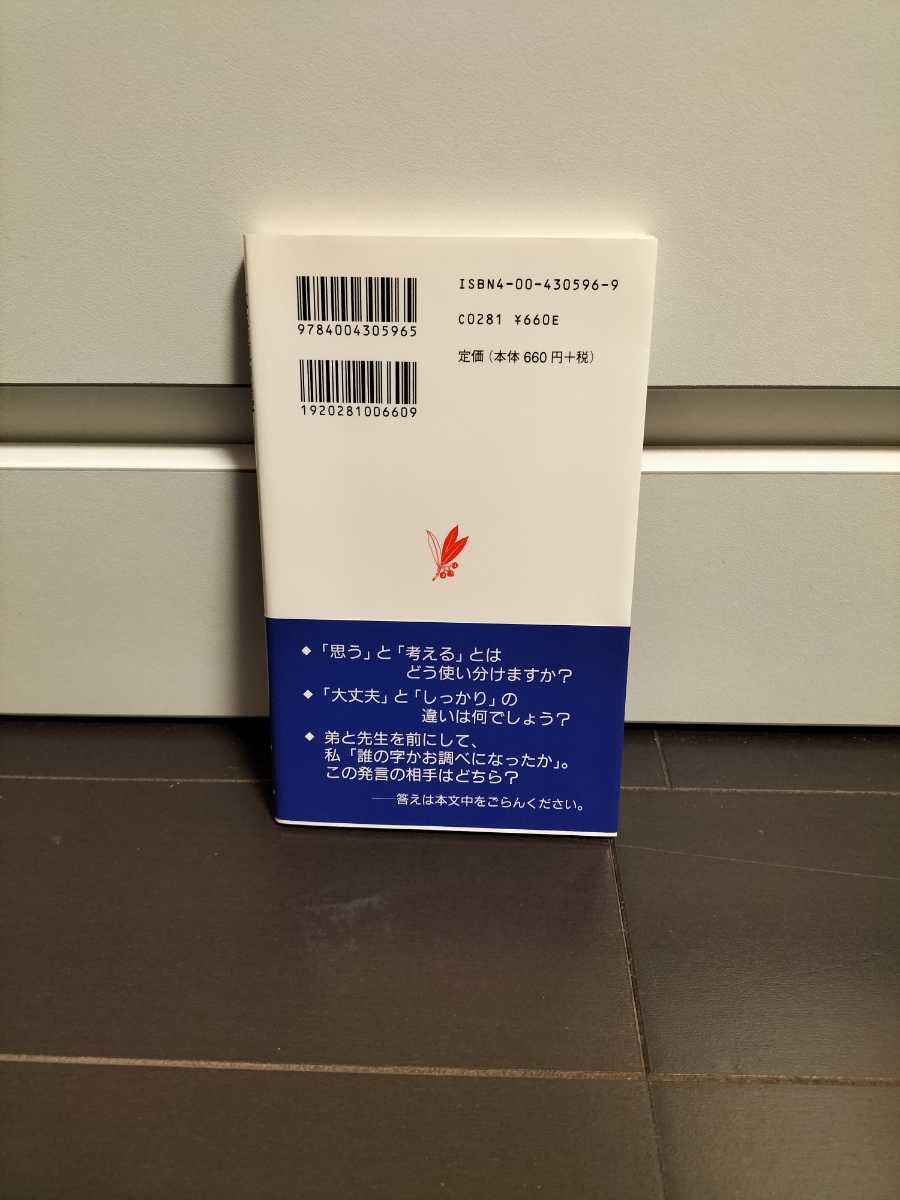 ISBN4-00-430596-9
9784004305965
C0281 ¥660E
定価(本体 660 円+税)
1920281006609
◆「思う」と「考える」とは
どう使い分けますか?
◆「大丈夫」と「しっかり」の
違いは何でしょう?
◆ 弟と先生を前にして、
私「誰の字かお調べになったか」。
この発言の相手はどちら?
——答えは本文中をごらんください。